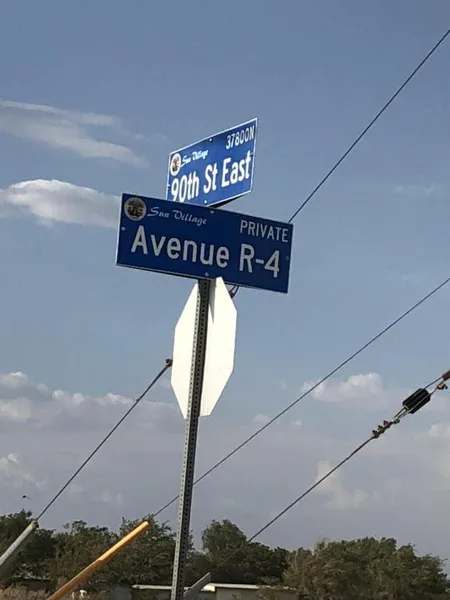 37800N
Sun Village
90th St East
Sun Village
PRIVATE
Avenue R-4